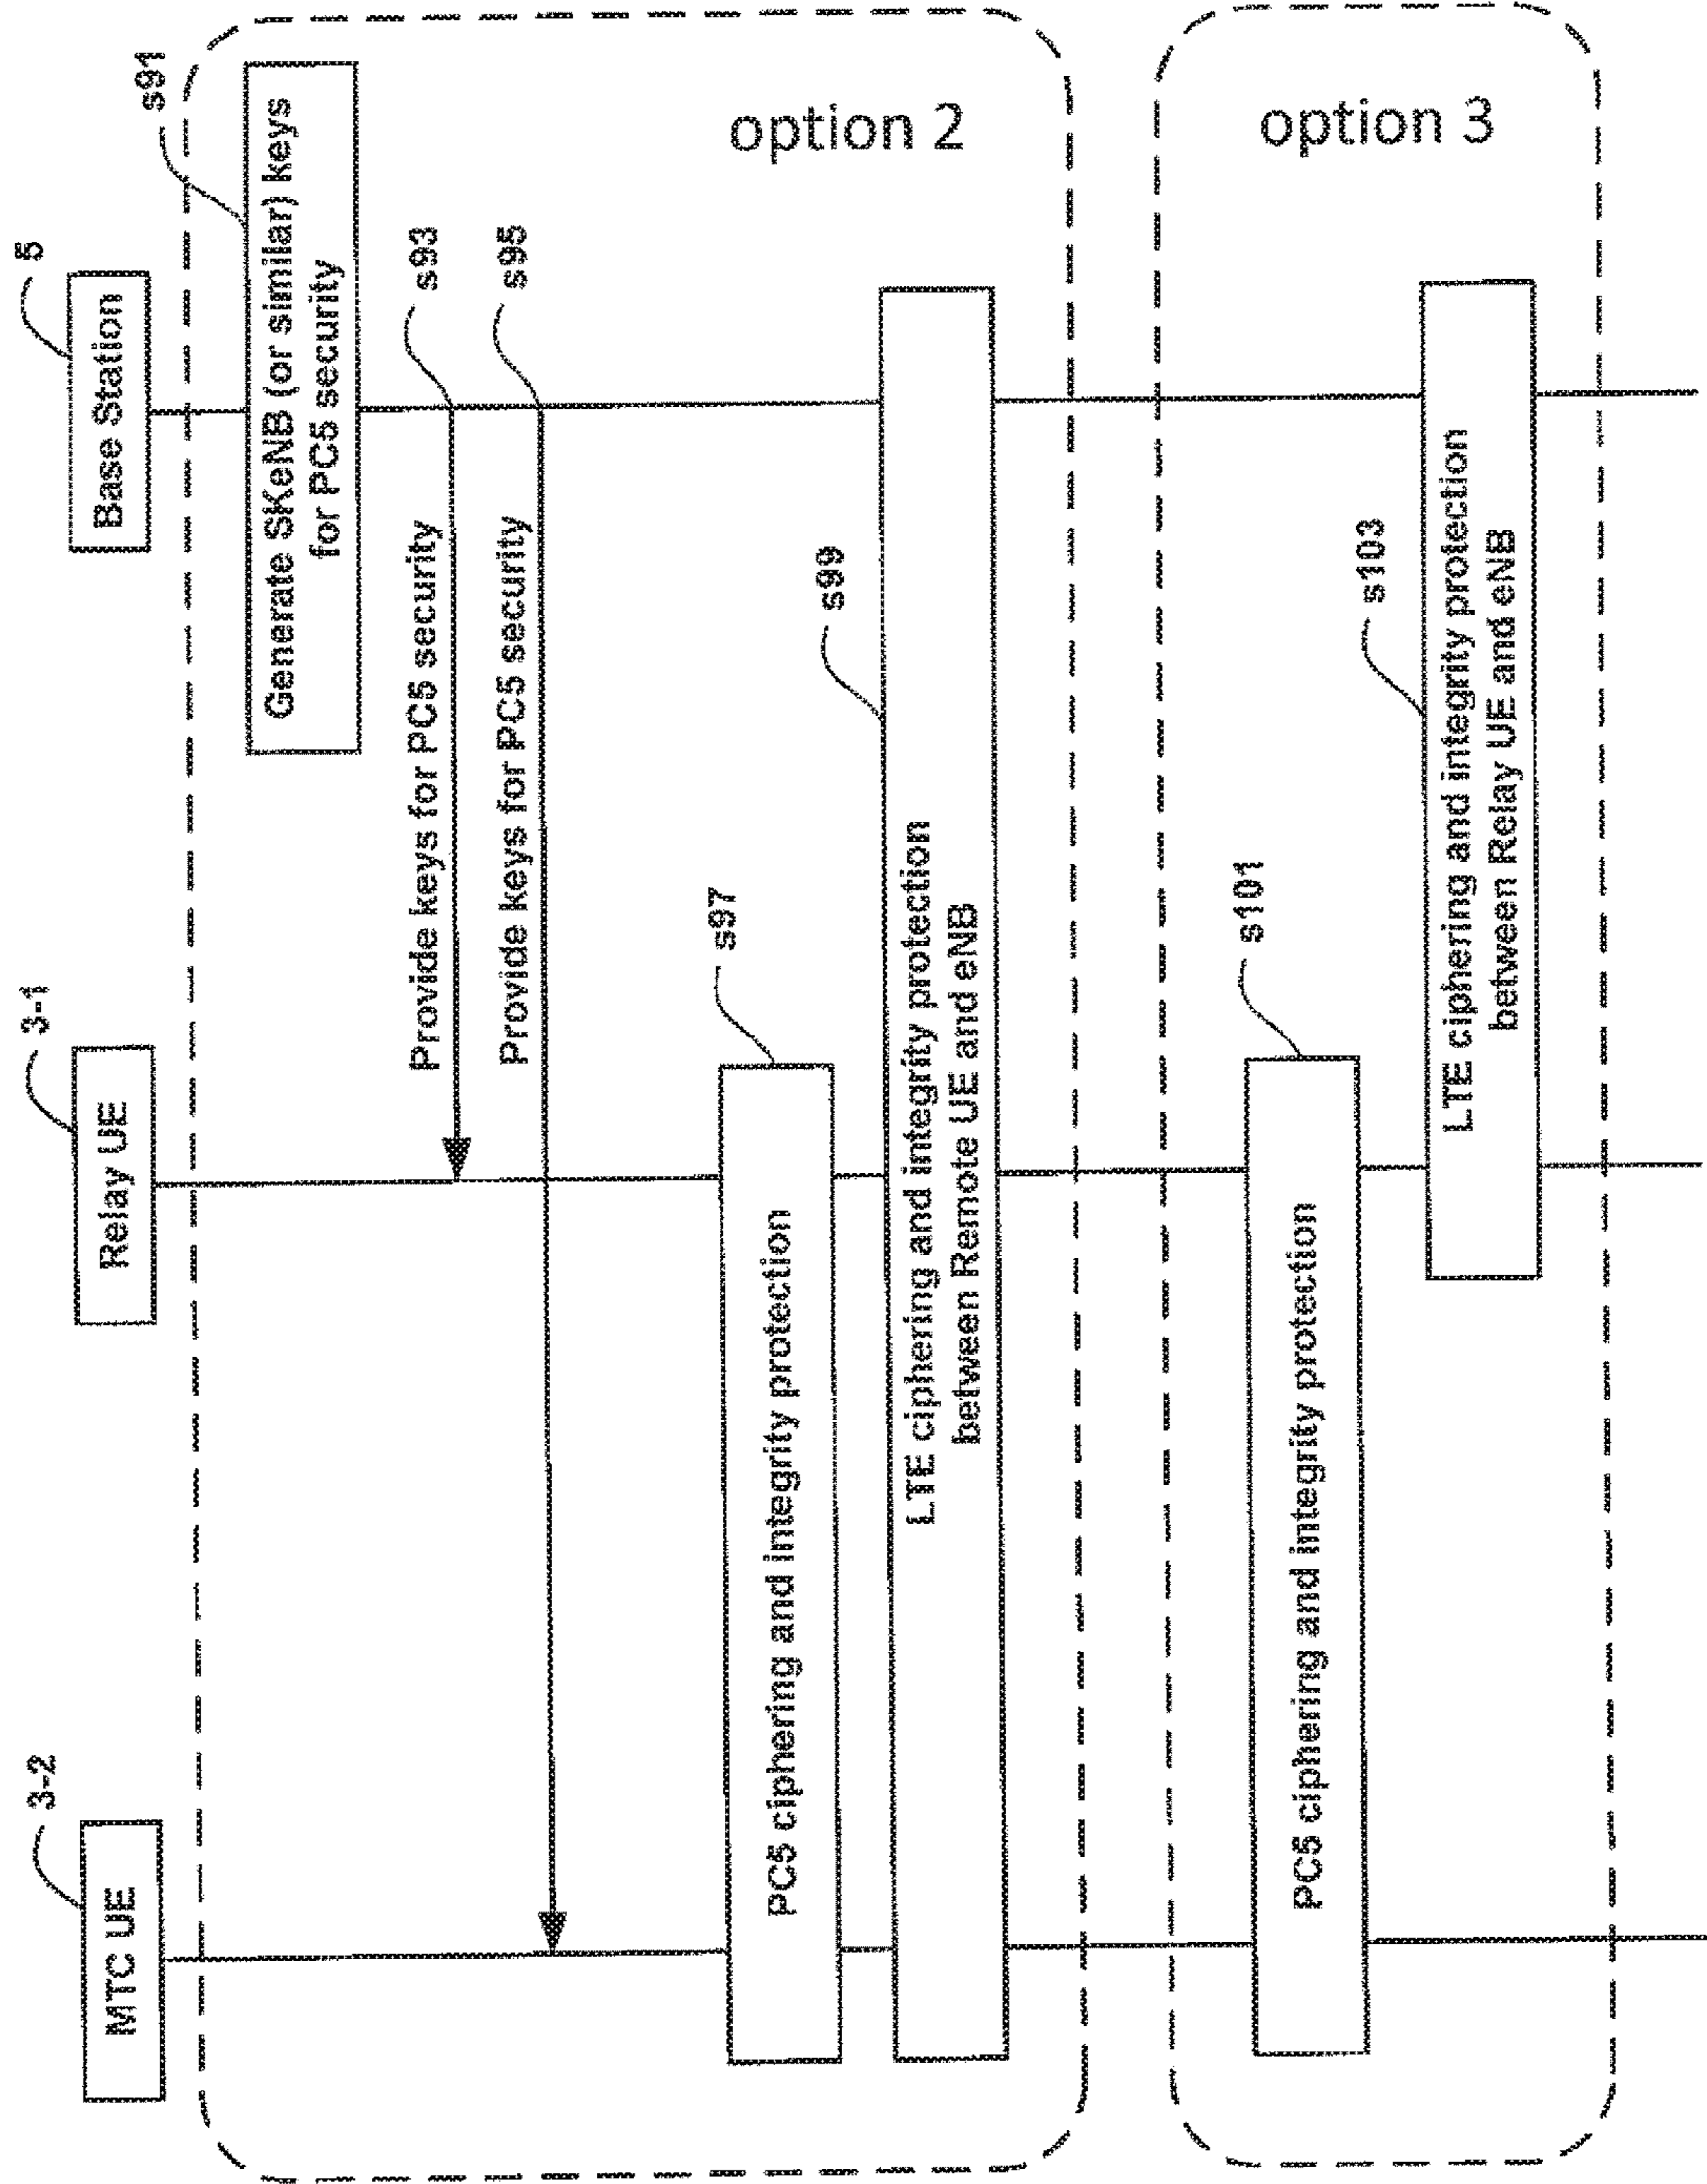 3-2
3-1
5
MTC UE
Relay UE
Base Station
s91
Generate SKeNB (or similar) keys
for PC5 security
Provide keys for PC5 security
s93
Provide keys for PC5 security
s95
option 2
s97
PC5 ciphering and integrity protection
s99
LTE ciphering and integrity protection
between Remote UE and eNB
s101
PC5 ciphering and integrity protection
option 3
s103
LTE ciphering and integrity protection
between Relay UE and eNB